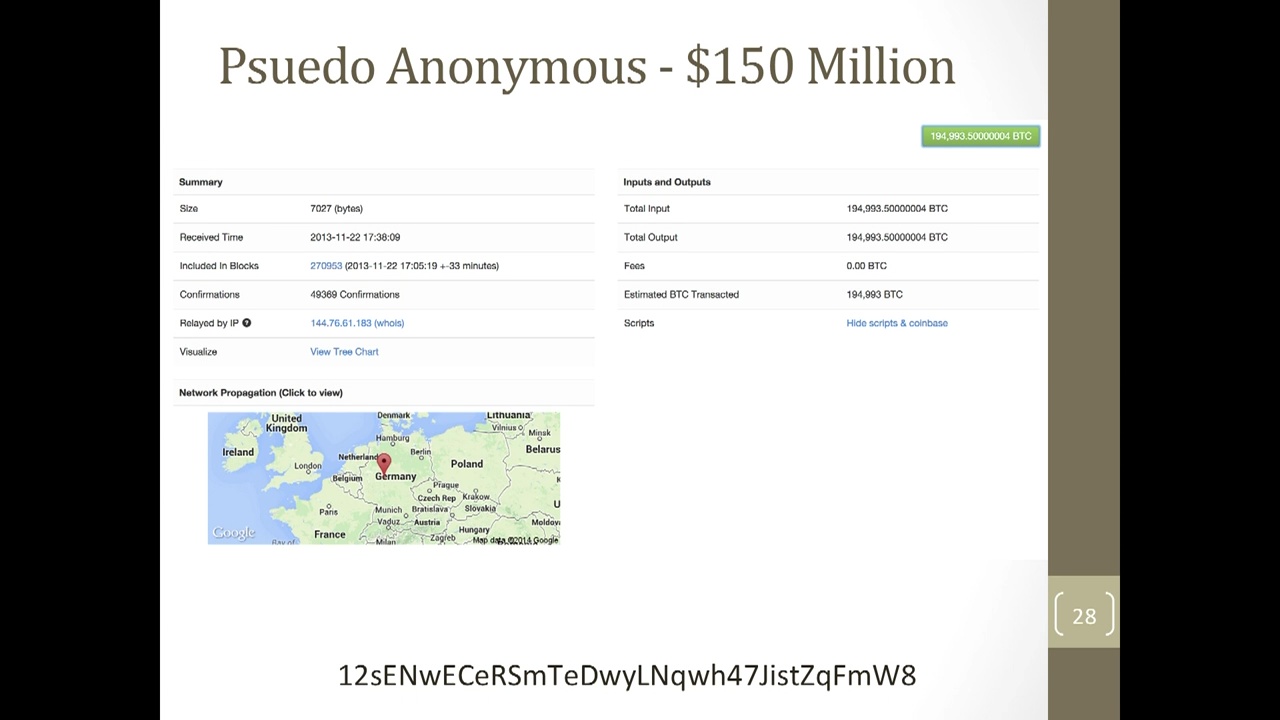 Psuedo Anonymous - $150 Million
194,993.50000004 BTC
Summary
Size 7027 (bytes)
Received Time 2013-11-22 17:38:09
Included In Blocks 270953 (2013-11-22 17:05:19 +-33 minutes)
Confirmations 49369 Confirmations
Relayed by IP 144.76.61.183 (whois)
Visualize View Tree Chart
Network Propagation (Click to view)
Inputs and Outputs
Total Input 194,993.50000004 BTC
Total Output 194,993.50000004 BTC
Fees 0.00 BTC
Estimated BTC Transacted 194,993 BTC
Scripts Hide scripts & coinbase
United Kingdom
Denmark
Lithuania
Vilnius
Minsk
Hamburg
Ireland
Netherland
Berlin
Belarus
London
Poland
Belgium
Germany
Prague
Czech Rep
Krakow
Paris
Munich
Bratislava
Slovakia
Vaduz
Austria
Moldov
Hungary
Google
France
Zagreb
Milan
Map data ©2014 Google
28
12sENwECeRSmTeDwyLNqwh47JistZqFmW8